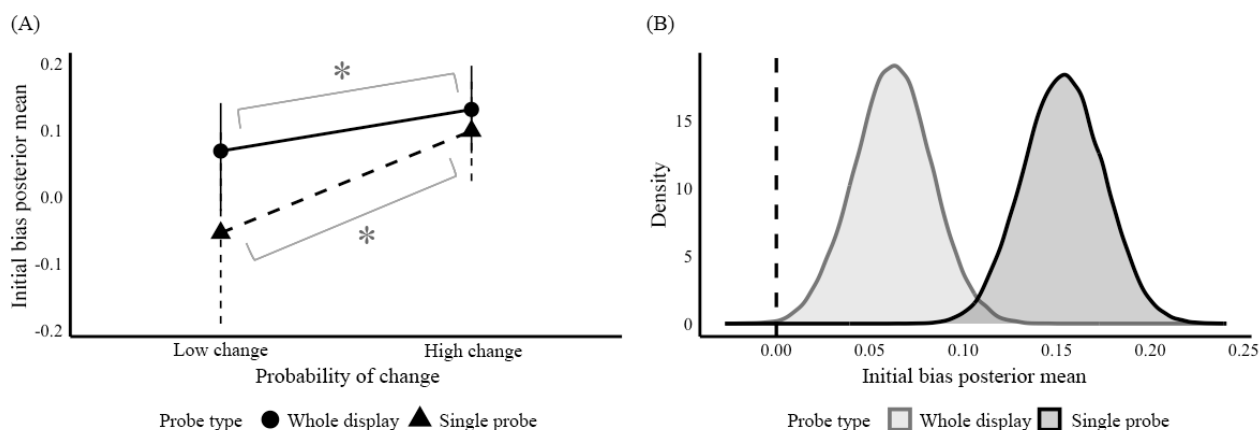 (A)
Initial bias posterior mean
0.2
0.1
0.0
-0.1
-0.2
*
*
Low change
High change
Probability of change
Probe type Whole display Single probe
(B)
Density
15
10
5
0
0.00 0.05 0.10 0.15 0.20 0.25
Initial bias posterior mean
Probe type Whole display Single probe